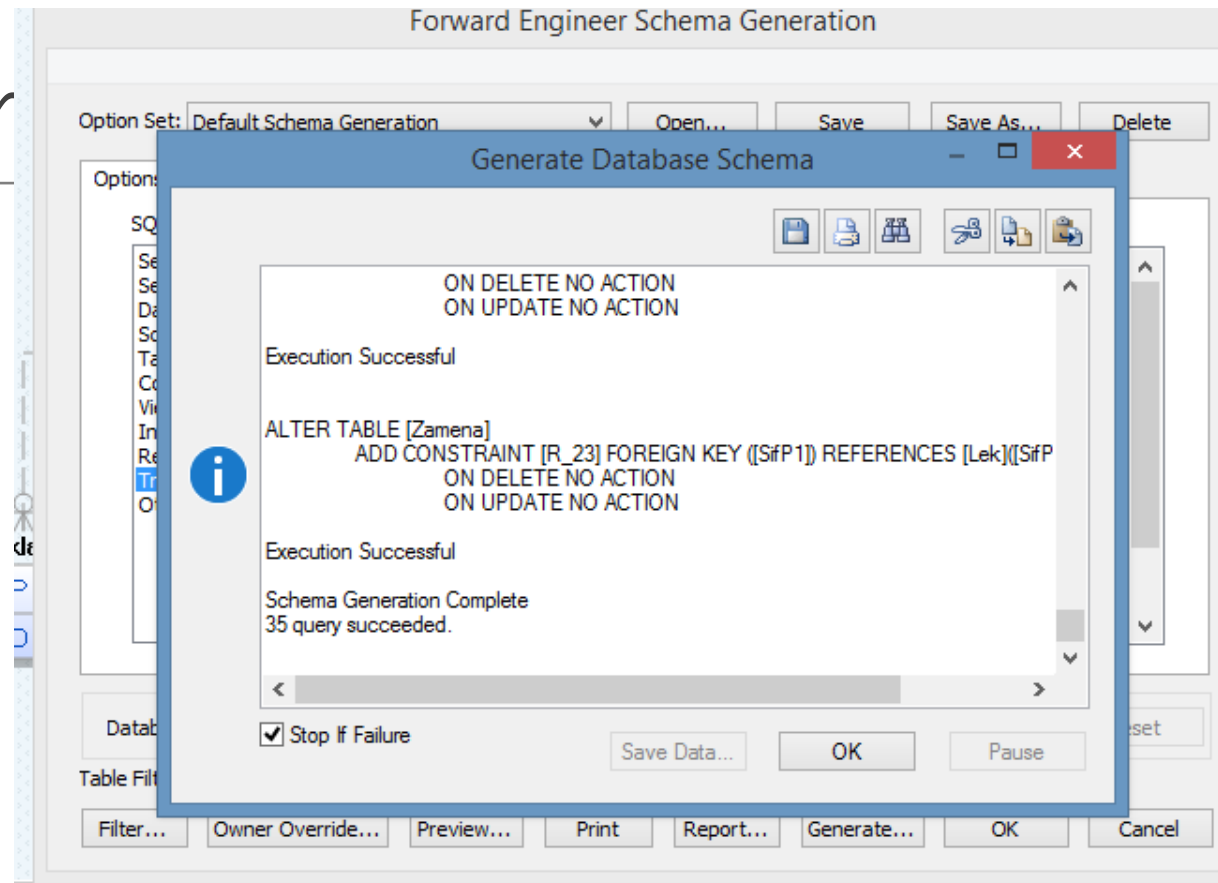 Forward Engineer Schema Generation
Option Set: Default Schema Generation Open... Save Save As... Delete
Generate Database Schema
ON DELETE NO ACTION
ON UPDATE NO ACTION
Execution Successful
ALTER TABLE [Zamena]
ADD CONSTRAINT [R_23] FOREIGN KEY ([SifP1]) REFERENCES [Lek]([SifP
ON DELETE NO ACTION
ON UPDATE NO ACTION
Execution Successful
Schema Generation Complete
35 query succeeded.
Stop If Failure
Save Data... OK Pause
Table Filt
Filter... Owner Override... Preview... Print Report... Generate... OK Cancel